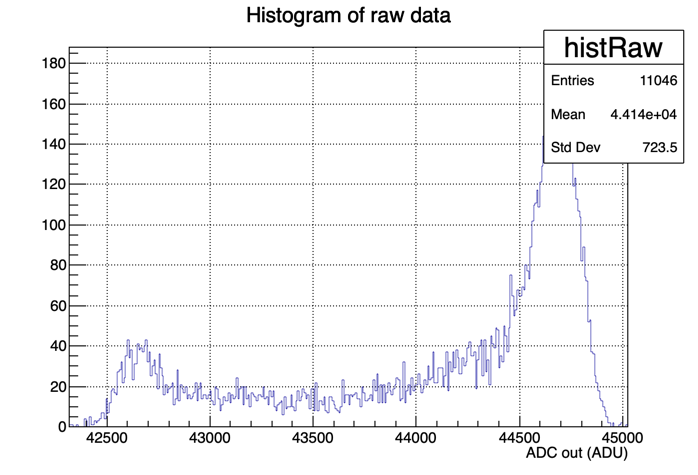 Histogram of raw data
histRaw
Entries 11046
Mean 4.414e+04
Std Dev 723.5
180
160
140
120
100
80
60
40
20
0
42500 43000 43500 44000 44500 45000
ADC out (ADU)